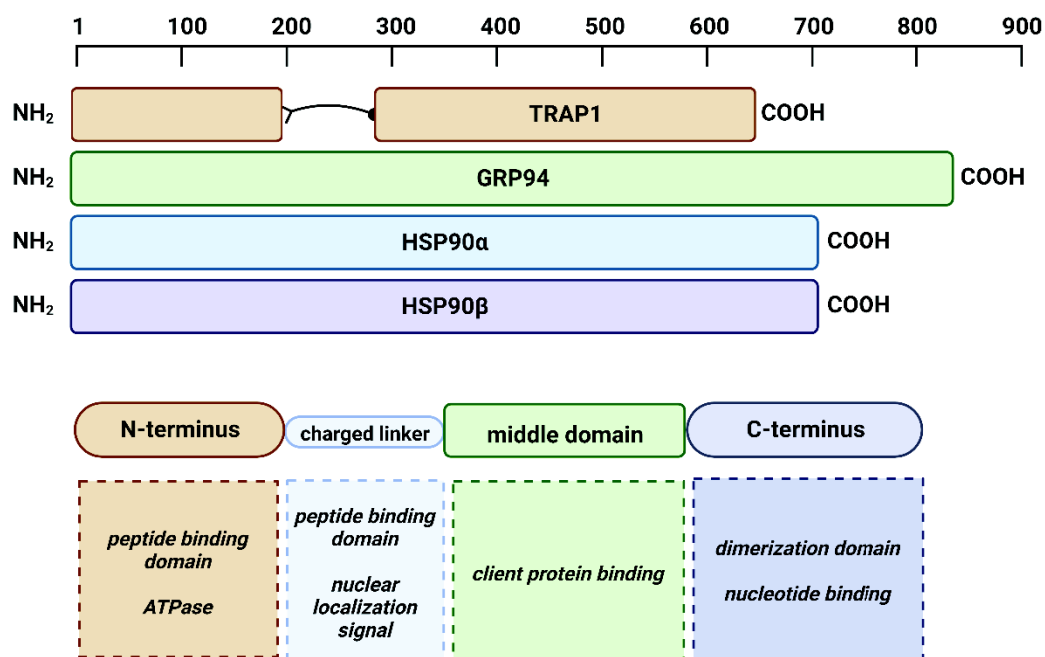 1 100 200 300 400 500 600 700 800 900
NH₂ TRAP1 COOH
NH₂ GRP94 COOH
NH₂ HSP90α COOH
NH₂ HSP90β COOH
N-terminus charged linker middle domain C-terminus
peptide binding
domain
ATPase
peptide binding
domain
nuclear
localization
signal
client protein binding
dimerization domain
nucleotide binding